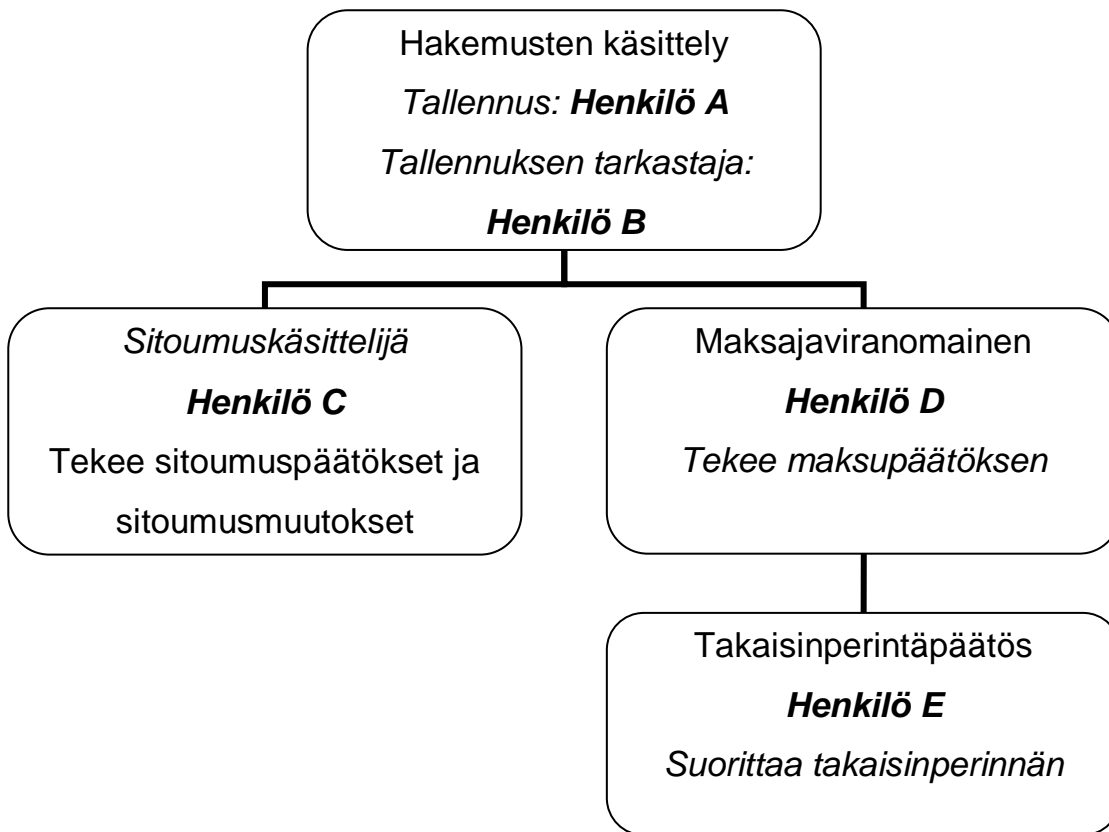 Hakemusten käsittely
Tallennus: Henkilö A
Tallennuksen tarkastaja:
Henkilö B
Sitoumuskäsittelijä
Henkilö C
Tekee sitoumuspäätökset ja
sitoumusmuutokset
Maksajaviranomainen
Henkilö D
Tekee maksupäätöksen
Takaisinperintäpäätös
Henkilö E
Suorittaa takaisinperinnän